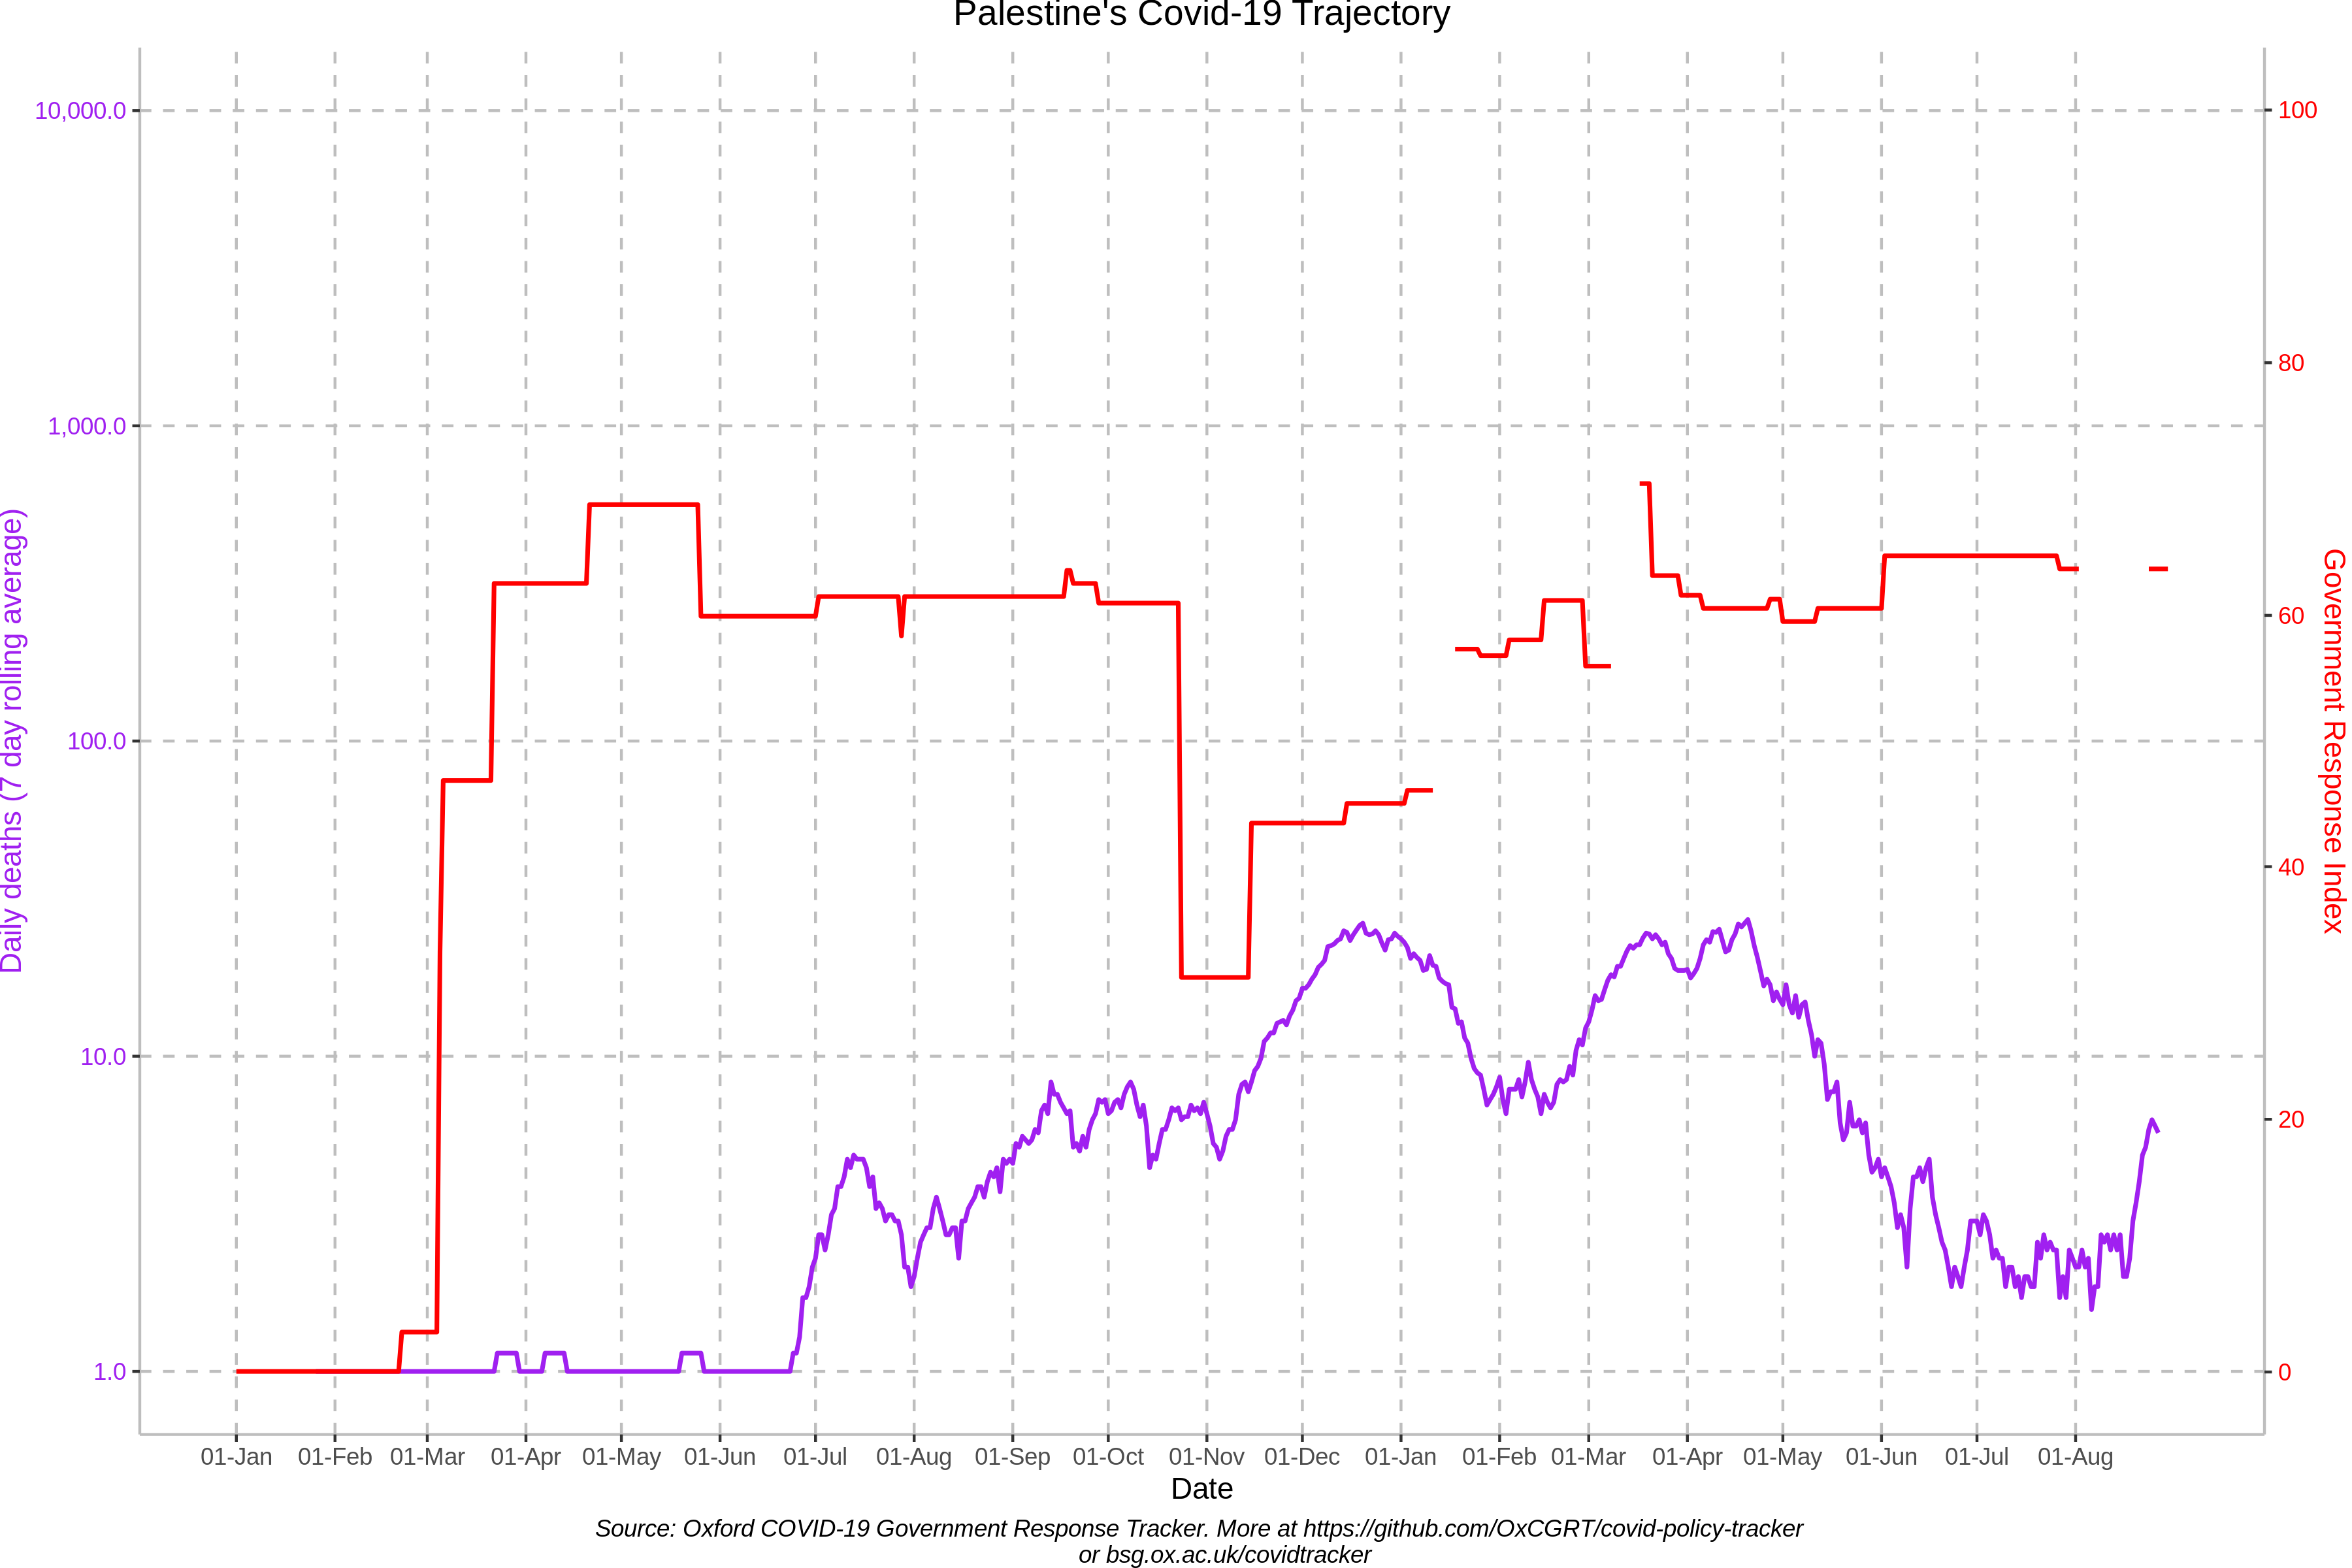 Palestine's Covid-19 Trajectory
10,000.0
1,000.0
100.0
10.0
1.0
Daily deaths (7 day rolling average)
100
80
60
40
20
0
Government Response Index
01-Jan 01-Feb 01-Mar 01-Apr 01-May 01-Jun 01-Jul 01-Aug 01-Sep 01-Oct 01-Nov 01-Dec 01-Jan 01-Feb 01-Mar 01-Apr 01-May 01-Jun 01-Jul 01-Aug
Date
Source: Oxford COVID-19 Government Response Tracker. More at https://github.com/OxCGRT/covid-policy-tracker
or bsg.ox.ac.uk/covidtracker